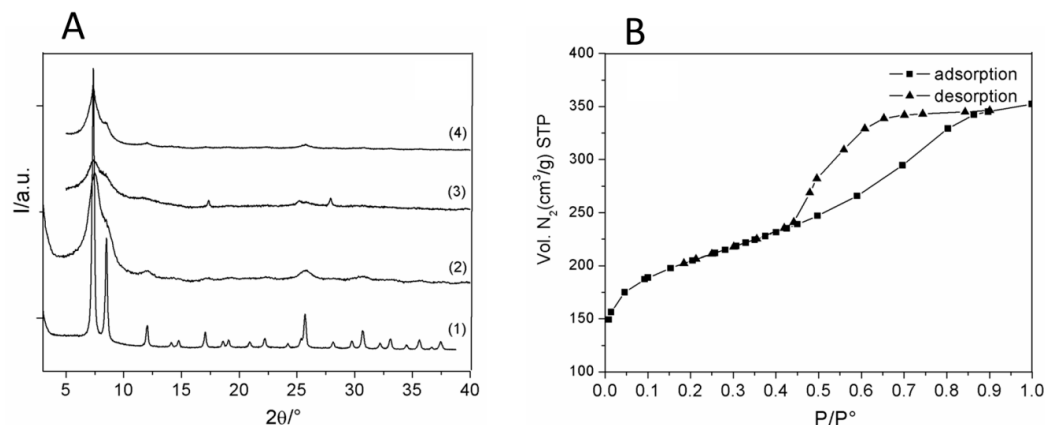 A
I/a.u.
(4)
(3)
(2)
(1)
5 10 15 20 25 30 35 40
2θ/°
B
Vol. N₂(cm³/g) STP
400
350
300
250
200
150
100
adsorption
desorption
0.0 0.1 0.2 0.3 0.4 0.5 0.6 0.7 0.8 0.9 1.0
P/P°